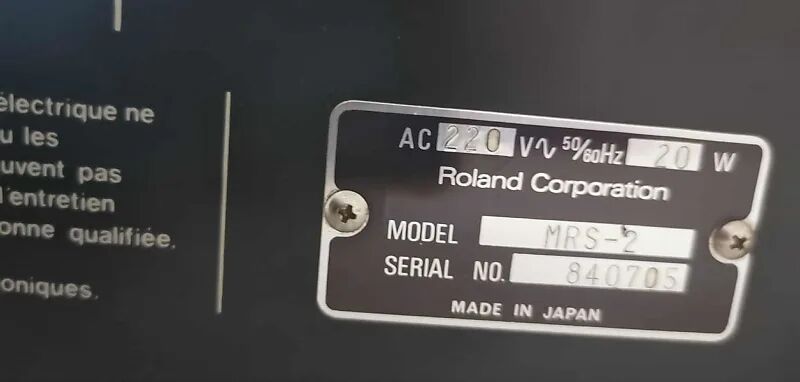 électrique ne
u les
uvent pas
l'entretien
onne qualifiée.
oniques.
AC 220 V∿ 50/60Hz 20 W
Roland Corporation
MODEL MRS-2
SERIAL NO. 840705
MADE IN JAPAN